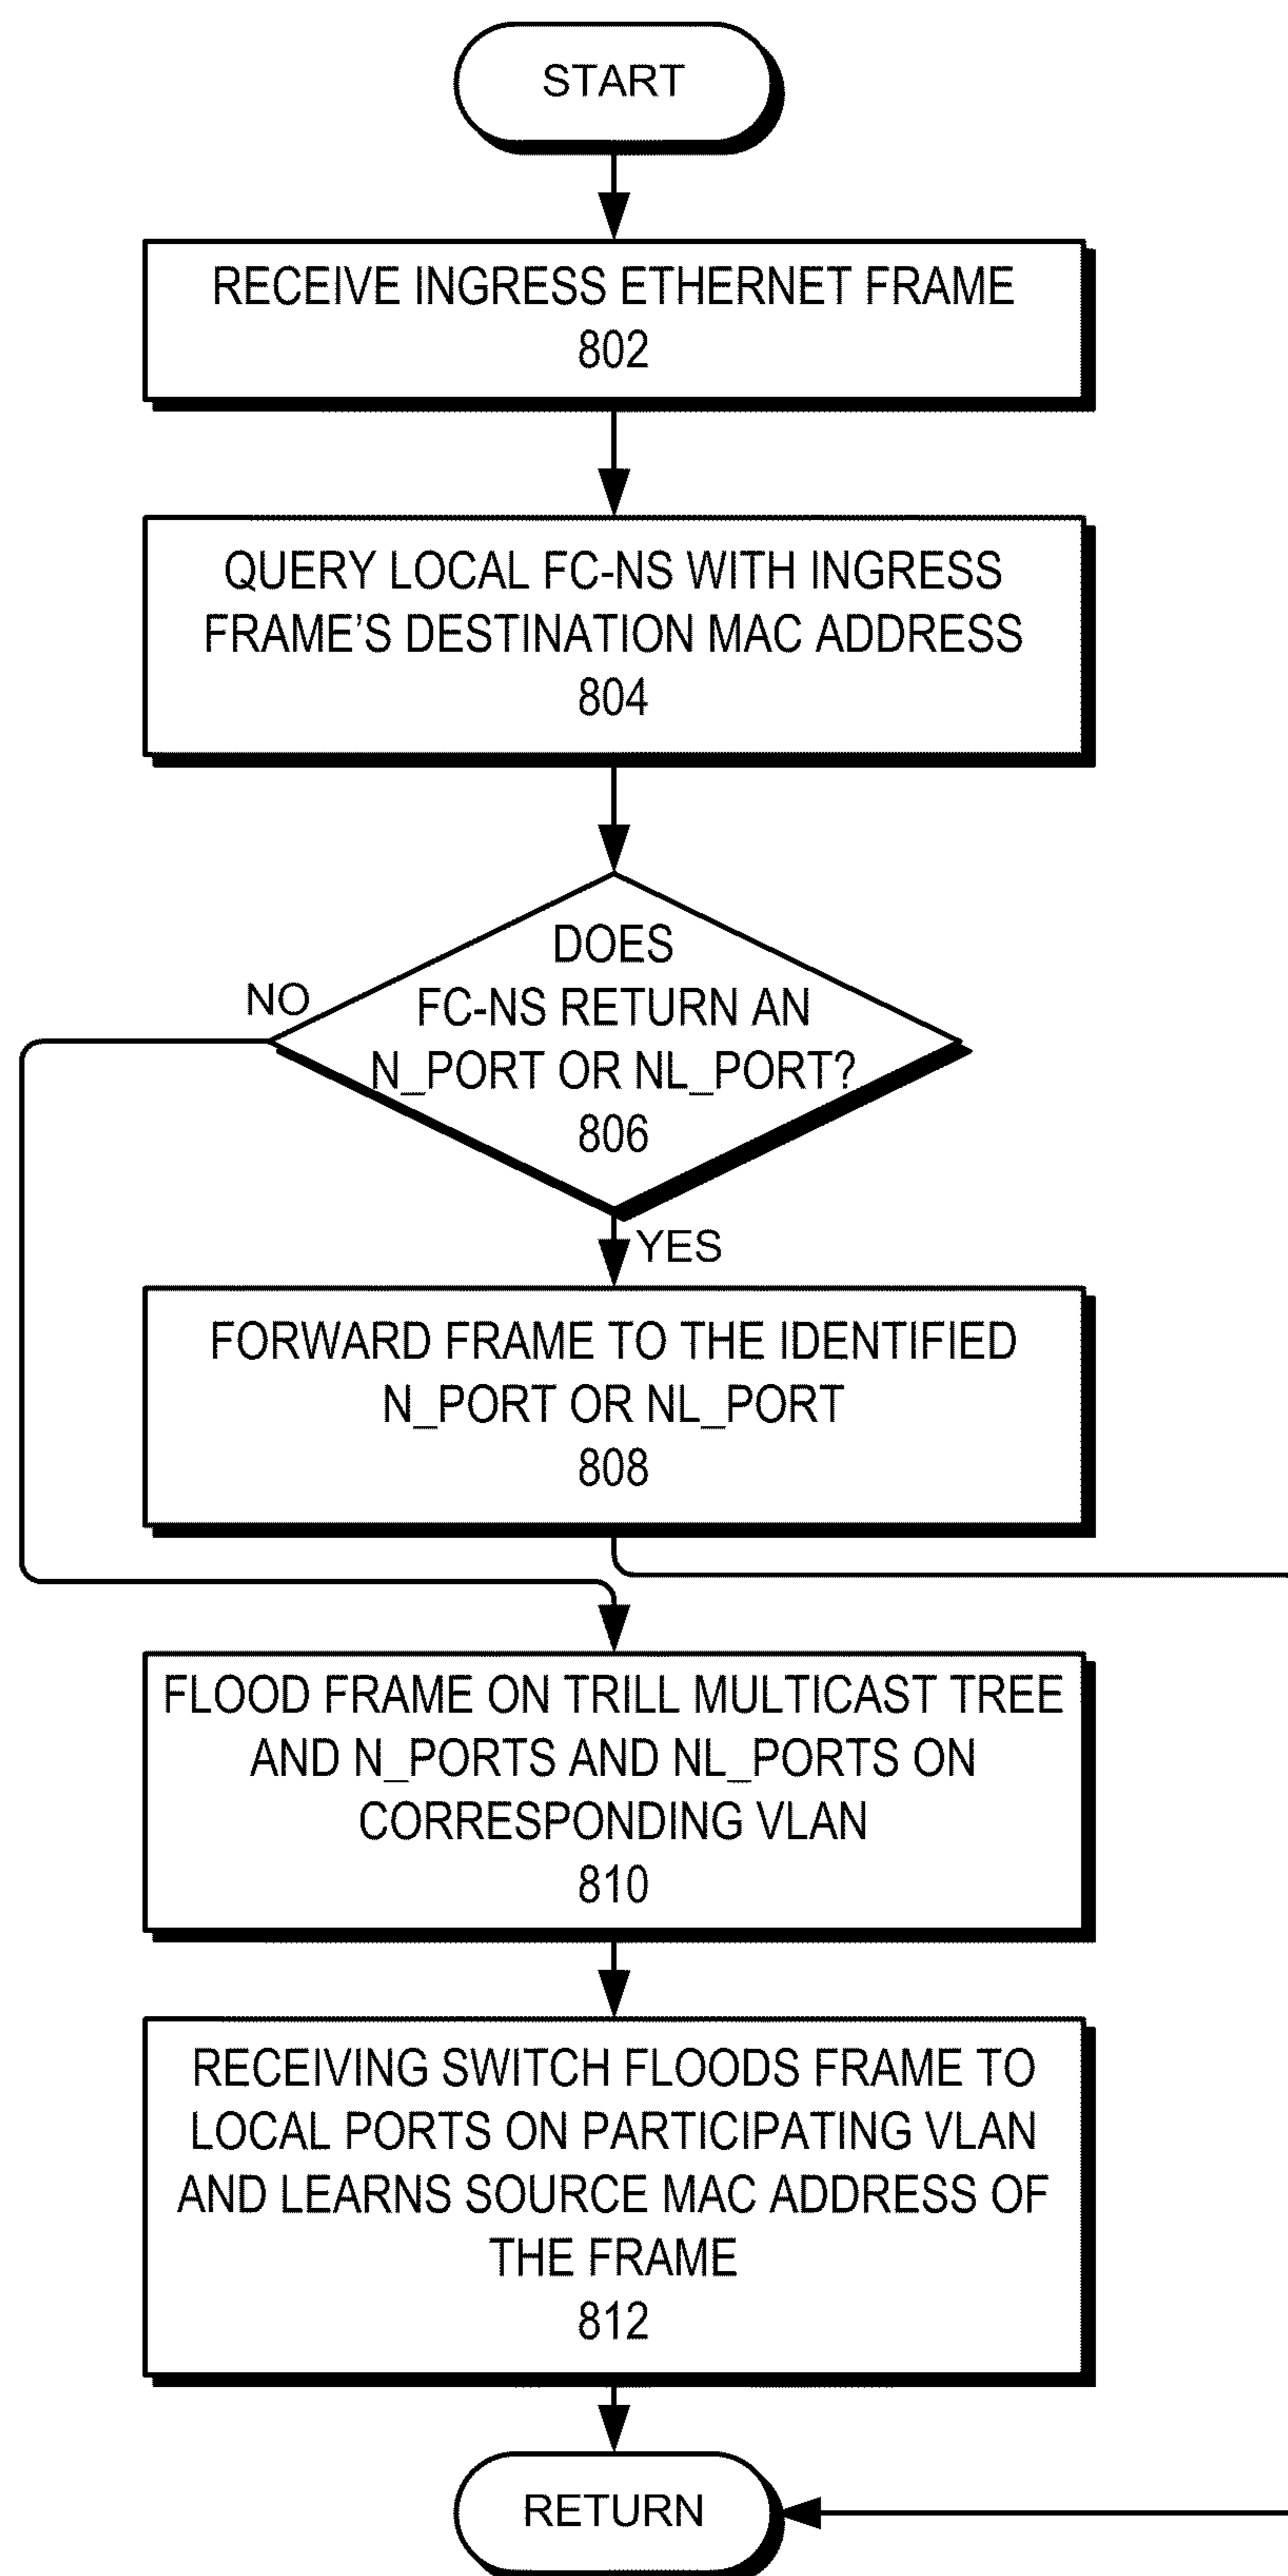 START
RECEIVE INGRESS ETHERNET FRAME
802
QUERY LOCAL FC-NS WITH INGRESS
FRAME'S DESTINATION MAC ADDRESS
804
DOES
FC-NS RETURN AN
N_PORT OR NL_PORT?
806
NO
YES
FORWARD FRAME TO THE IDENTIFIED
N_PORT OR NL_PORT
808
FLOOD FRAME ON TRILL MULTICAST TREE
AND N_PORTS AND NL_PORTS ON
CORRESPONDING VLAN
810
RECEIVING SWITCH FLOODS FRAME TO
LOCAL PORTS ON PARTICIPATING VLAN
AND LEARNS SOURCE MAC ADDRESS OF
THE FRAME
812
RETURN